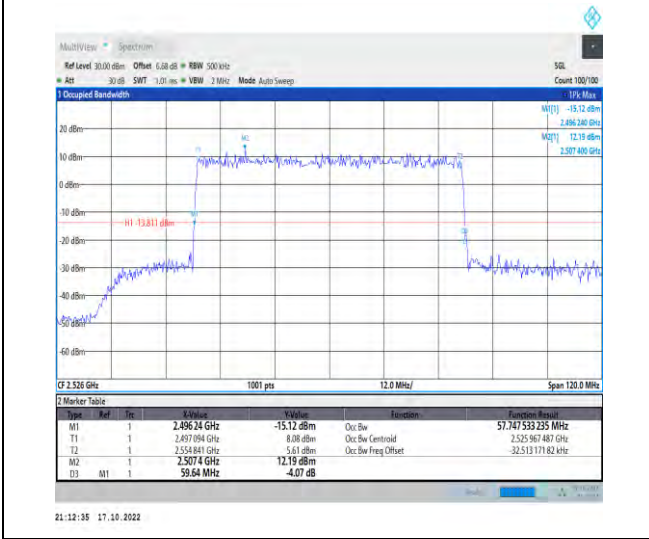 MultiView Spectrum
Ref Level 30.00 dBm Offset 6.68 dB RBW 500 kHz SGL
Att 30 dB SWT 1.01 ms VBW 2 MHz Mode Auto Sweep Count 100/100
1 Occupied Bandwidth 1Pk Max
M1[1] -15.12 dBm
2.496 240 GHz
M2[1] 12.19 dBm
2.507 400 GHz
20 dBm
M2
T1
10 dBm
0 dBm
-10 dBm
M1
H1 -13.811 dBm
-20 dBm
-30 dBm
-40 dBm
-50 dBm
-60 dBm
CF 2.526 GHz 1001 pts 12.0 MHz/ Span 120.0 MHz
2 Marker Table
Type Ref Trc X-Value Y-Value Function Function Result
M1 1 2.496 24 GHz -15.12 dBm Occ Bw 57.747 533 235 MHz
T1 1 2.497 094 GHz 8.08 dBm Occ Bw Centroid 2.525 967 487 GHz
T2 1 2.554 841 GHz 5.61 dBm Occ Bw Freq Offset -32.513 171 82 kHz
M2 1 2.507 4 GHz 12.19 dBm
D3 M1 1 59.64 MHz -4.07 dB
21:12:35 17.10.2022